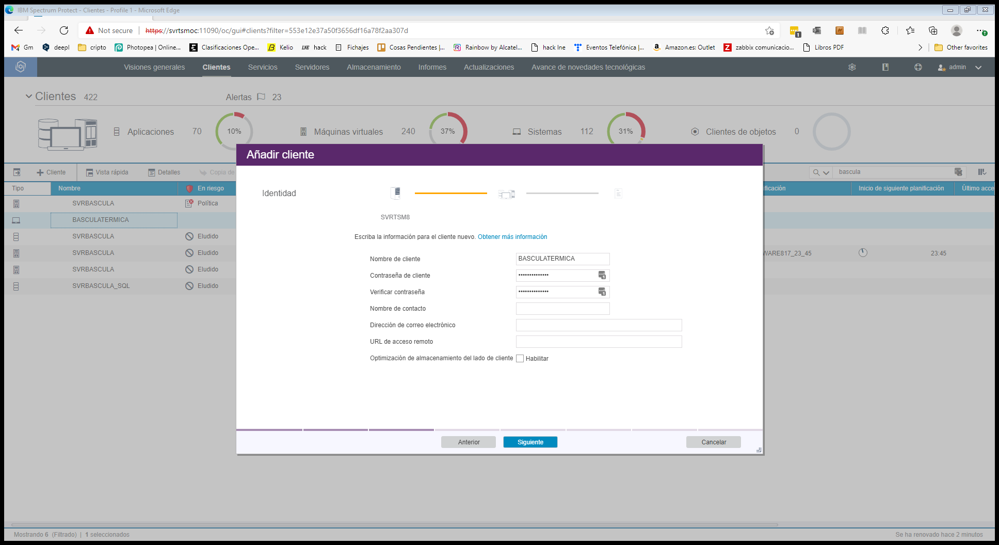 IBM Spectrum Protect - Clientes - Profile 1 - Microsoft Edge
Not secure https://svrtsmoc:11090/oc/gui#clients?filter=553e12e37a50f3656df16a78f2aa307d
1
Gm deepl cripto Photopea | Online... Clasificaciones Ope... Kelio hack Fichajes Cosas Pendientes |... Rainbow by Alcatel... hack lne Eventos Telefónica |... Amazon.es: Outlet zabbix comunicacio... Libros PDF Other favorites
Visiones generales Clientes Servicios Servidores Almacenamiento Informes Actualizaciones Avance de novedades tecnológicas admin
Clientes 422 Alertas 23
Aplicaciones 70 10% Máquinas virtuales 240 37% Sistemas 112 31% Clientes de objetos 0
Cliente Vista rápida Detalles Copia de bascula
Tipo Nombre En riesgo ificación Inicio de siguiente planificación Último acce
SVRBASCULA Política
BASCULATERMICA
SVRBASCULA Eludido
SVRBASCULA Eludido WARE817_23_45 23:45
SVRBASCULA Eludido
SVRBASCULA_SQL Eludido
Añadir cliente
Identidad
SVRTSM8
Escriba la información para el cliente nuevo. Obtener más información
Nombre de cliente BASCULATERMICA
Contraseña de cliente •••••••••••••• 1
Verificar contraseña •••••••••••••• 1
Nombre de contacto
Dirección de correo electrónico
URL de acceso remoto
Optimización de almacenamiento del lado de cliente Habilitar
Anterior Siguiente Cancelar
Mostrando 6 (Filtrado) | 1 seleccionados Se ha renovado hace 2 minutos